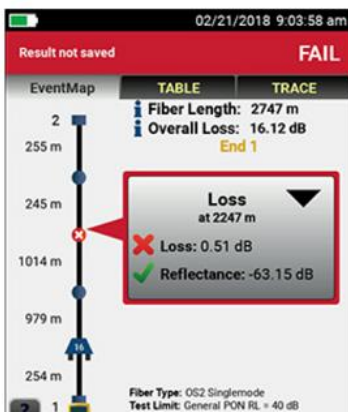 02/21/2018 9:03:58 am
Result not saved
FAIL
EventMap
TABLE
TRACE
Fiber Length: 2747 m
Overall Loss: 16.12 dB
End 1
2
255 m
245 m
Loss
at 2247 m
Loss: 0.51 dB
Reflectance: -63.15 dB
1014 m
979 m
16
254 m
Fiber Type: OS2 Singlemode
Test Limit: General PON RL = 40 dB
?
1